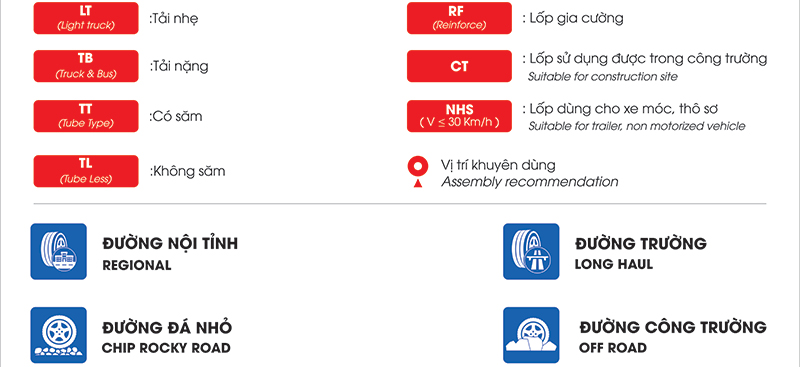 LT
(Light truck)
:Tải nhẹ
RF
(Reinforce)
: Lốp gia cường
TB
(Truck & Bus)
:Tải nặng
CT
: Lốp sử dụng được trong công trường
Suitable for construction site
TT
(Tube Type)
:Có săm
NHS
( V ≤ 30 Km/h )
: Lốp dùng cho xe móc, thô sơ
Suitable for trailer, non motorized vehicle
TL
(Tube Less)
:Không săm
Vị trí khuyên dùng
Assembly recommendation
ĐƯỜNG NỘI TỈNH
REGIONAL
ĐƯỜNG TRƯỜNG
LONG HAUL
ĐƯỜNG ĐÁ NHỎ
CHIP ROCKY ROAD
ĐƯỜNG CÔNG TRƯỜNG
OFF ROAD